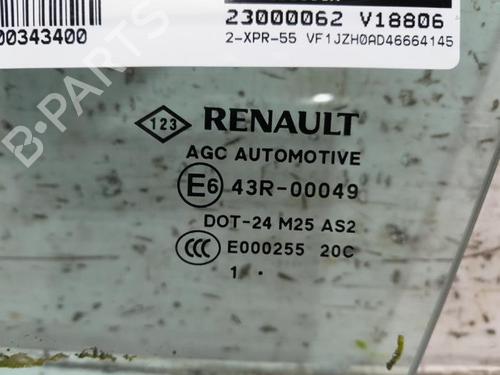 23000062 V18806
00343400
2-XPR-55 VF1JZH0AD46664145
123 RENAULT
AGC AUTOMOTIVE
E6 43R-00049
DOT-24 M25 AS2
CCC E000255 20C
1 .